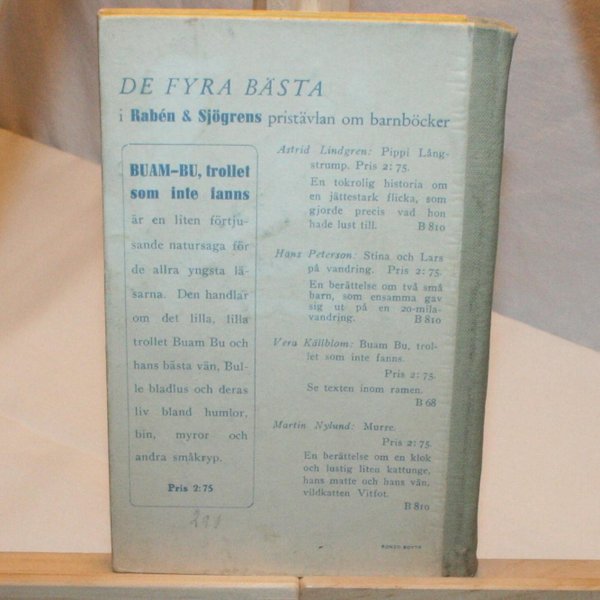 DE FYRA BÄSTA
i Rabén & Sjögrens pristävlan om barnböcker
BUAM-BU, trollet
som inte fanns
är en liten förtju-
sande natursaga för
de allra yngsta lä-
sarna. Den handlar
om det lilla, lilla
trollet Buam Bu och
hans bästa vän, Bul-
le bladlus och deras
liv bland humlor,
bin, myror och
andra småkryp.
Pris 2:75
Astrid Lindgren: Pippi Lång-
strump. Pris 2:75.
En tokrolig historia om
en jättestark flicka, som
gjorde precis vad hon
hade lust till. B 810
Hans Peterson: Stina och Lars
på vandring. Pris 2:75.
En berättelse om två små
barn, som ensamma gav
sig ut på en 20-mila-
vandring. B 810
Vera Källblom: Buam Bu, trol-
let som inte fanns.
Pris 2:75.
Se texten inom ramen.
B 68
Martin Nylund: Murre.
Pris 2:75.
En berättelse om en klok
och lustig liten kattunge,
hans matte och hans vän,
vildkatten Vitfot.
B 810